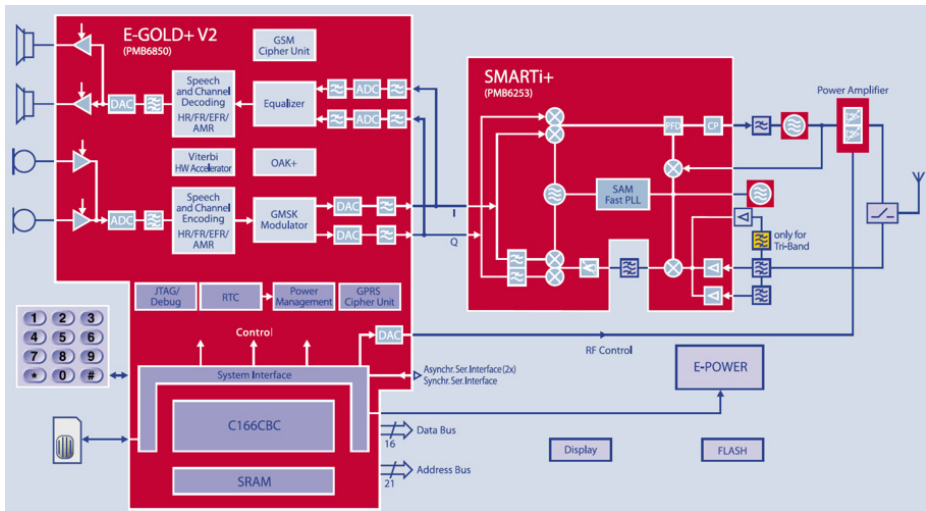 E-GOLD+ V2
(PMB6850)
GSM
Cipher Unit
Speech
and Channel
Decoding
HR/FR/EFR/
AMR
DAC
Equalizer
ADC
ADC
Viterbi
HW Accelerator
OAK+
ADC
Speech
and Channel
Encoding
HR/FR/EFR/
AMR
GMSK
Modulator
DAC
DAC
I
Q
SMARTi+
(PMB6253)
PFD
CP
SAM
Fast PLL
Power Amplifier
only for
Tri-Band
JTAG/
Debug
RTC
Power
Management
GPRS
Cipher Unit
Control
DAC
RF Control
System Interface
Asynchr. Ser. Interface (2x)
Synchr. Ser. Interface
C166CBC
SRAM
16
Data Bus
21
Address Bus
E-POWER
Display
FLASH
1 2 3
4 5 6
7 8 9
* 0 #